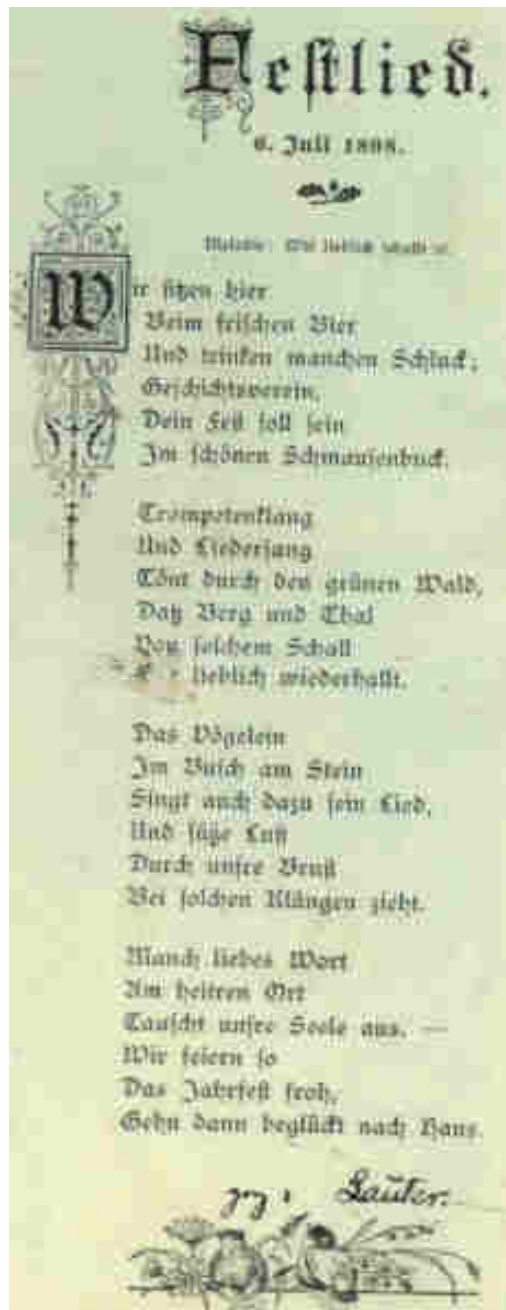 Festlied.
6. Juli 1898.
Melodie: Wie lieblich schallt's.
Wir sitzen hier
Beim frischen Bier
Und trinken manchen Schluck;
Geschichtsverein,
Dein Fest soll sein
Im schönen Schmausenbuck.
Trompetenklang
Und Liedersang
Tönt durch den grünen Wald,
Daß Berg und Thal
Von solchem Schall
lieblich wiederhallt.
Das Vögelein
Im Busch am Stein
Singt auch dazu sein Lied,
Und süße Lust
Durch unsre Brust
Bei solchen Klängen zieht.
Manch liebes Wort
Am heitren Ort
Tauscht unsre Seele aus. —
Wir feiern so
Das Jahrfest froh,
Gehn dann beglückt nach Haus.
Lauter.